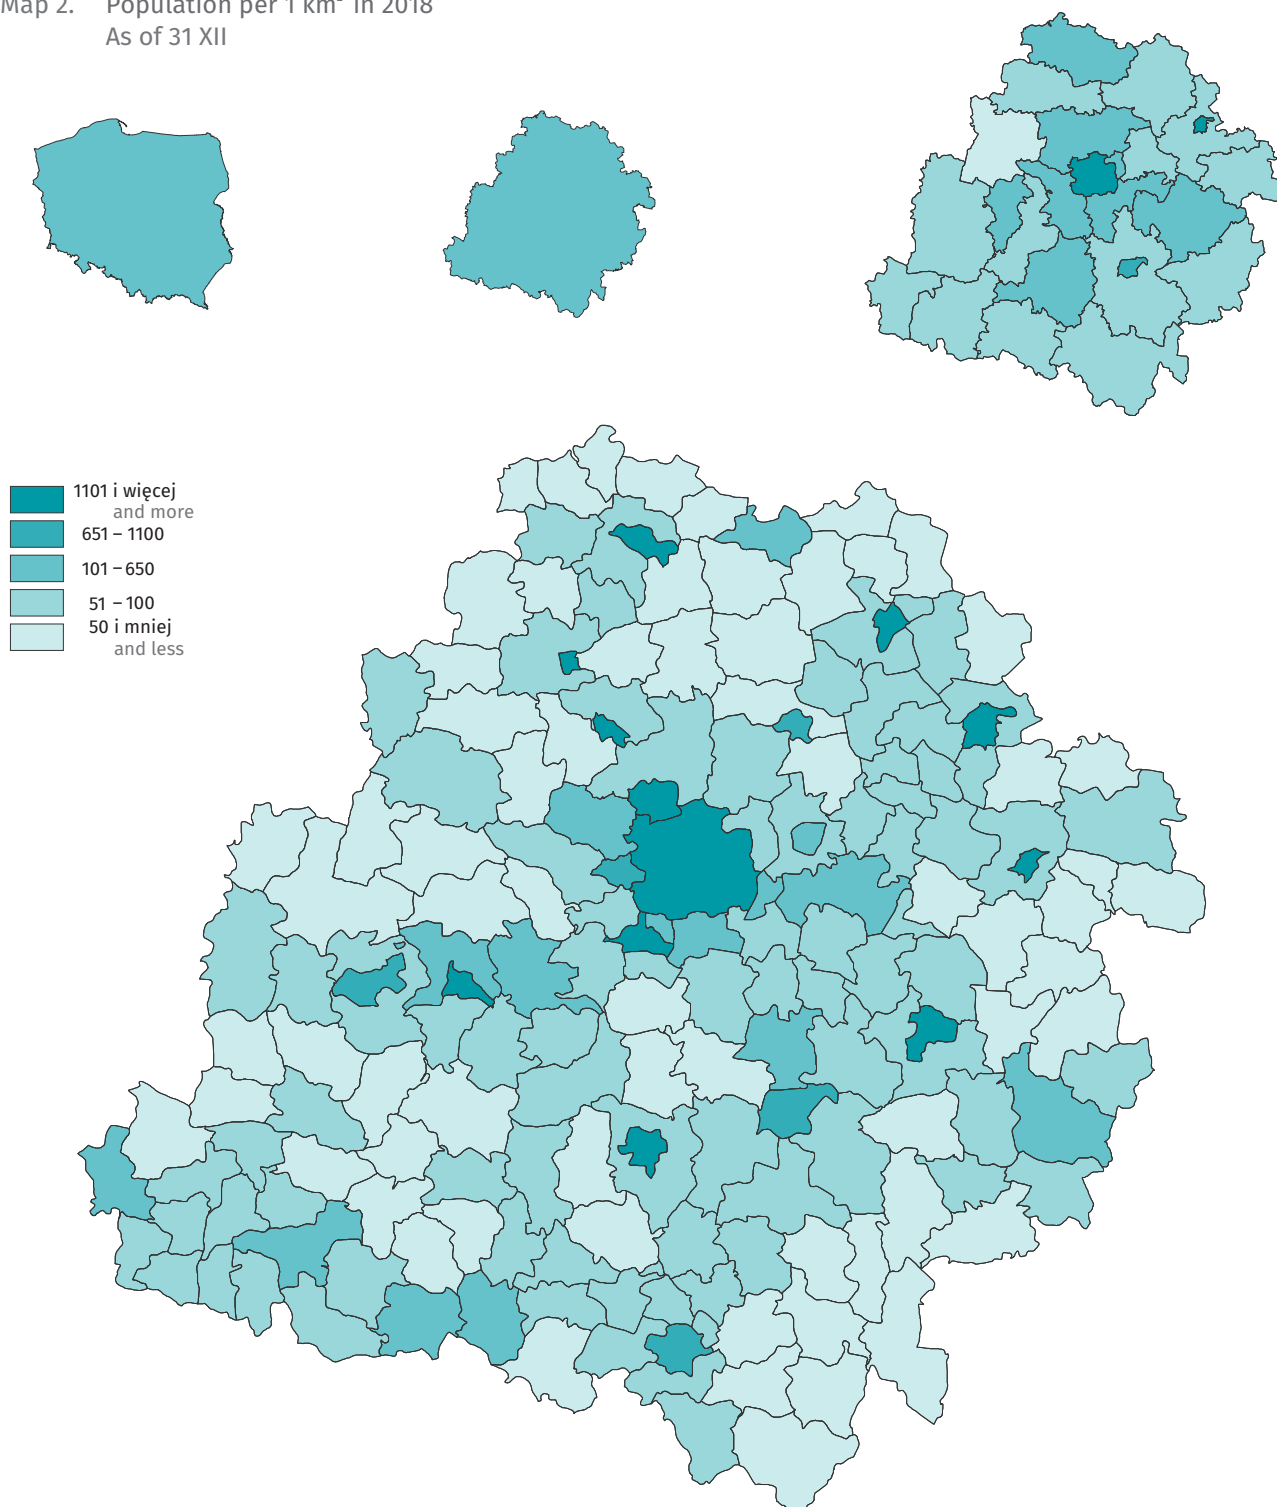 Map 2. Population per 1 km² in 2018
As of 31 XII
1101 i więcej
and more
651 – 1100
101 – 650
51 – 100
50 i mniej
and less